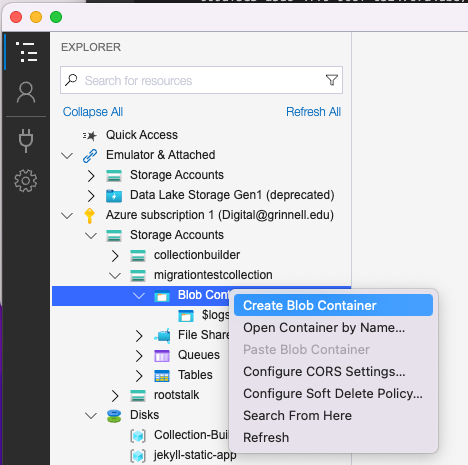 EXPLORER
Search for resources
Collapse All Refresh All
Quick Access
Emulator & Attached
Storage Accounts
Data Lake Storage Gen1 (deprecated)
Azure subscription 1 (Digital@grinnell.edu)
Storage Accounts
collectionbuilder
migrationtestcollection
Blob Cont
Create Blob Container
$logs
Open Container by Name...
File Share
Paste Blob Container
Queues
Configure CORS Settings...
Tables
Configure Soft Delete Policy...
rootstalk
Search From Here
Disks
Refresh
Collection-Buil
jekyll-static-app